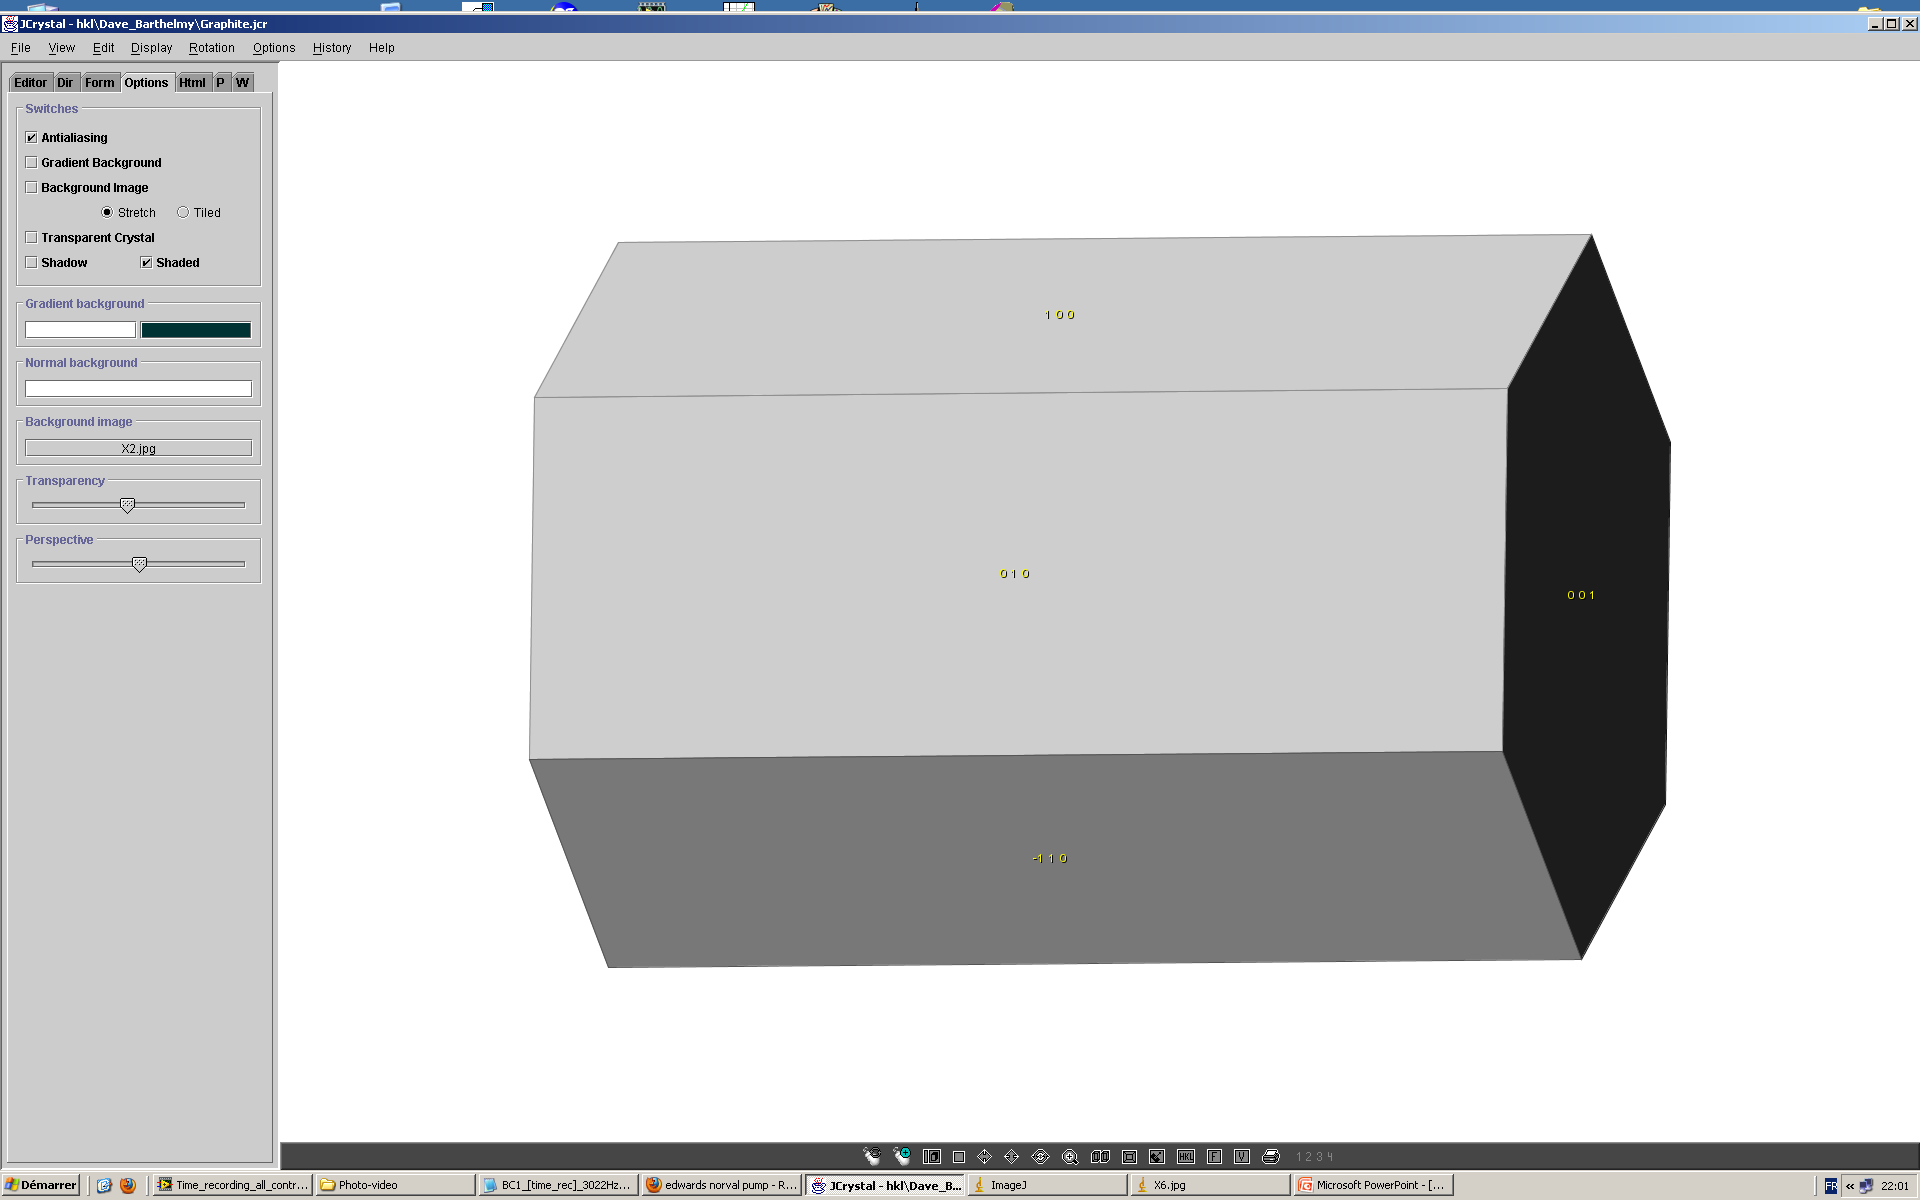 JCrystal - hkl\Dave_Barthelmy\Graphite.jcr
File View Edit Display Rotation Options History Help
Editor Dir Form Options Html P W
Switches
Antialiasing
Gradient Background
Background Image
Stretch Tiled
Transparent Crystal
Shadow Shaded
Gradient background
Normal background
Background image
X2.jpg
Transparency
Perspective
1 0 0
0 1 0
0 0 1
-1 1 0
HKL F V 1 2 3 4
Démarrer Time_recording_all_contr... Photo-video BC1_[time_rec]_3022Hz... edwards norval pump - R... JCrystal - hkl\Dave_B... ImageJ X6.jpg Microsoft PowerPoint - [... FR « 22:01